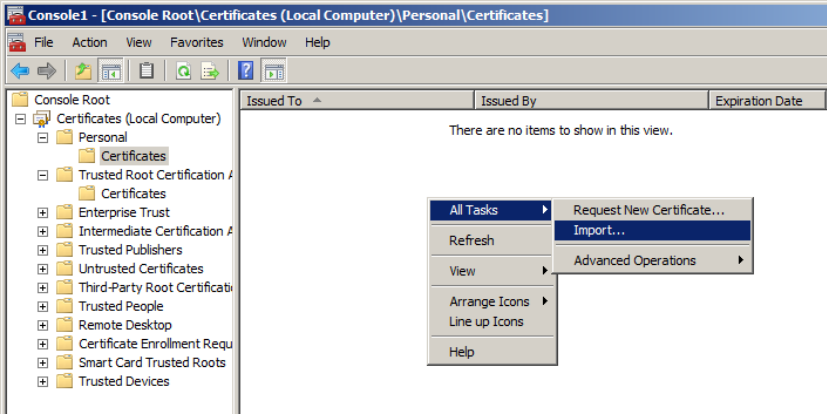 Console1 - [Console Root\Certificates (Local Computer)\Personal\Certificates]
File Action View Favorites Window Help
Console Root
Certificates (Local Computer)
Personal
Certificates
Trusted Root Certification A
Certificates
Enterprise Trust
Intermediate Certification A
Trusted Publishers
Untrusted Certificates
Third-Party Root Certificati
Trusted People
Remote Desktop
Certificate Enrollment Requ
Smart Card Trusted Roots
Trusted Devices
Issued To Issued By Expiration Date
There are no items to show in this view.
All Tasks
Refresh
View
Arrange Icons
Line up Icons
Help
Request New Certificate...
Import...
Advanced Operations